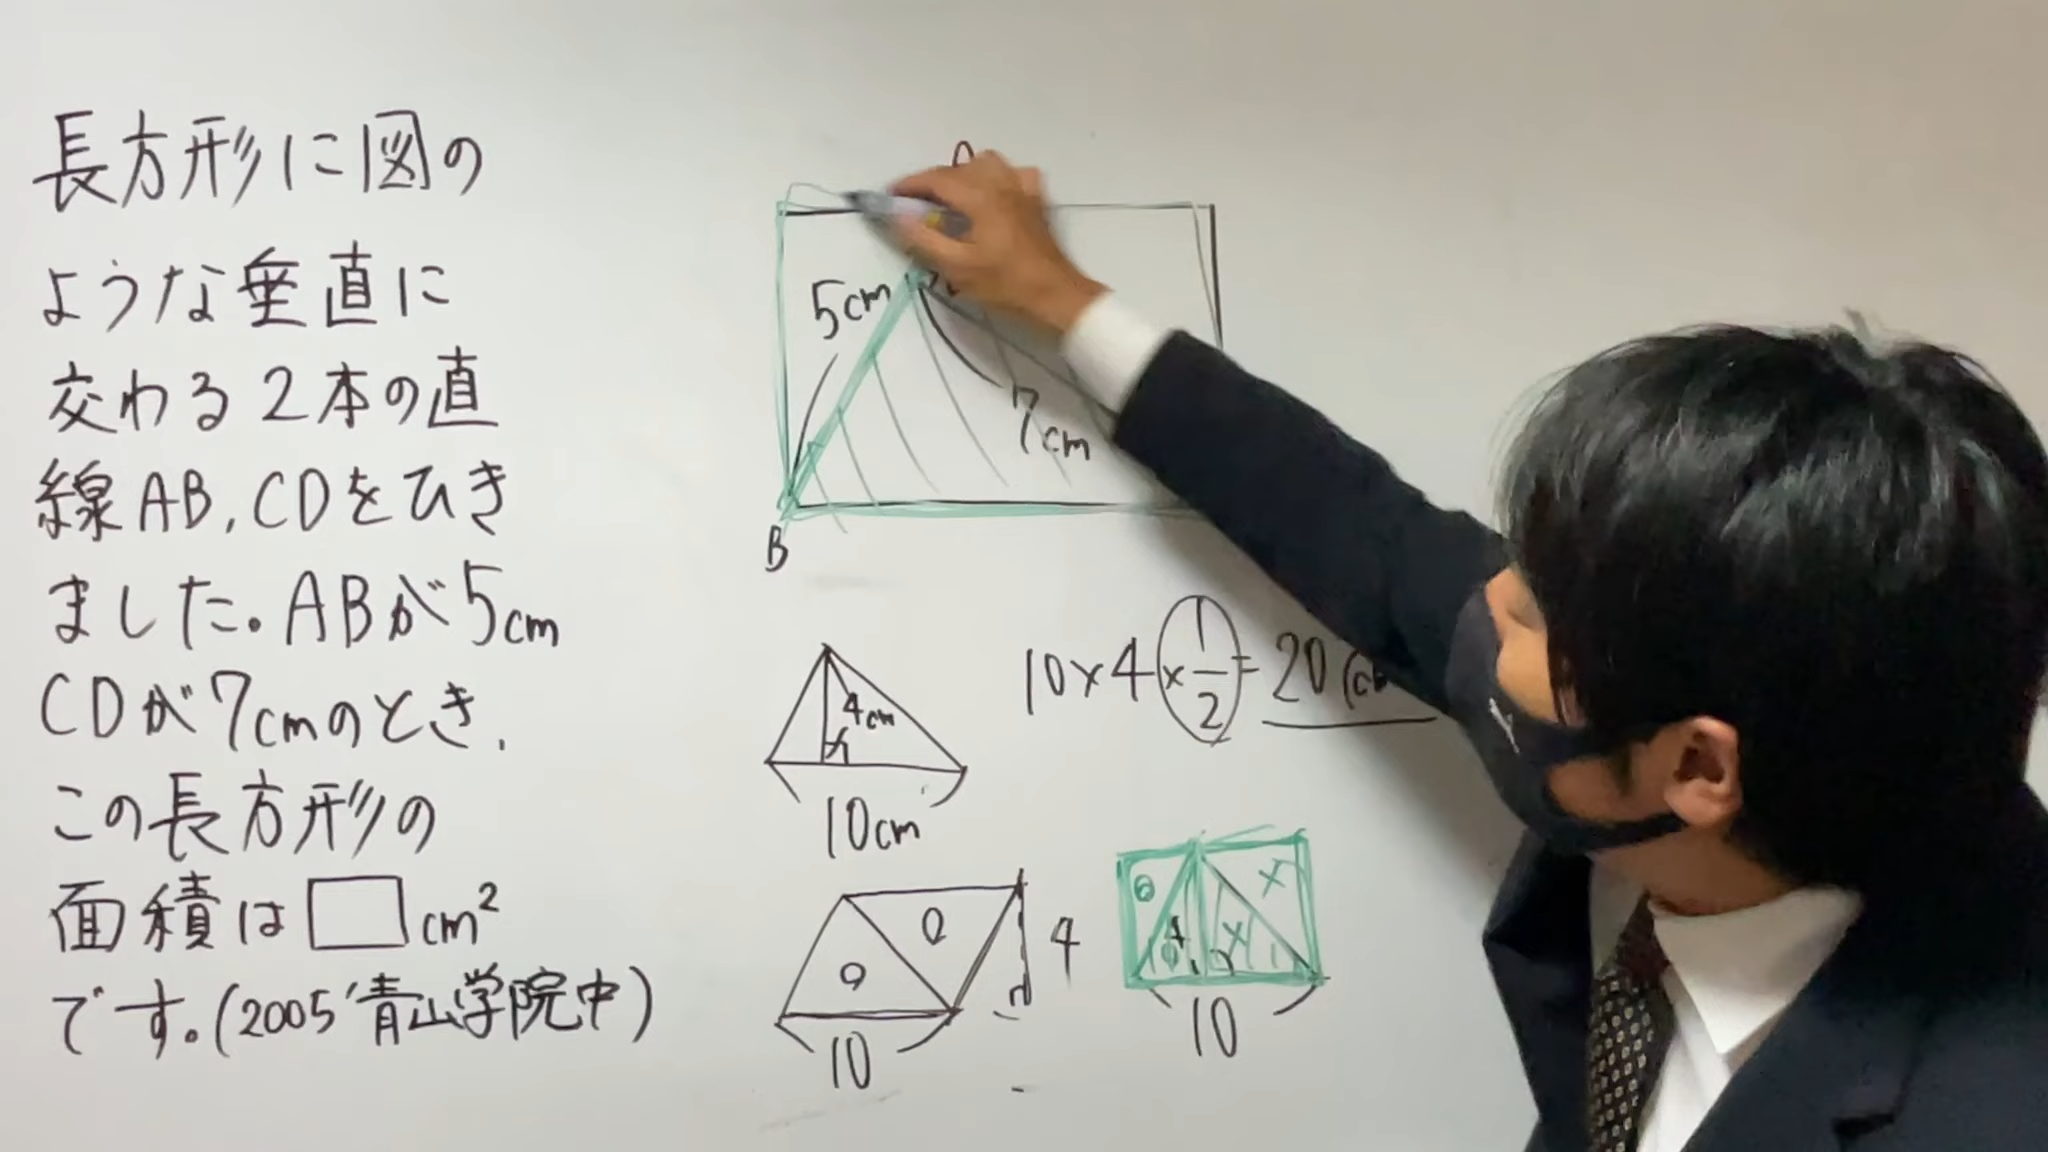 長方形に図の
ような垂直に
交わる2本の直
線AB,CDをひき
ました。ABが5cm
CDが7cmのとき,
この長方形の
面積は□cm²
です。(2005'青山学院中)
5cm
7cm
B
4cm
10cm
10×4×1/2=20
4
10
4
10